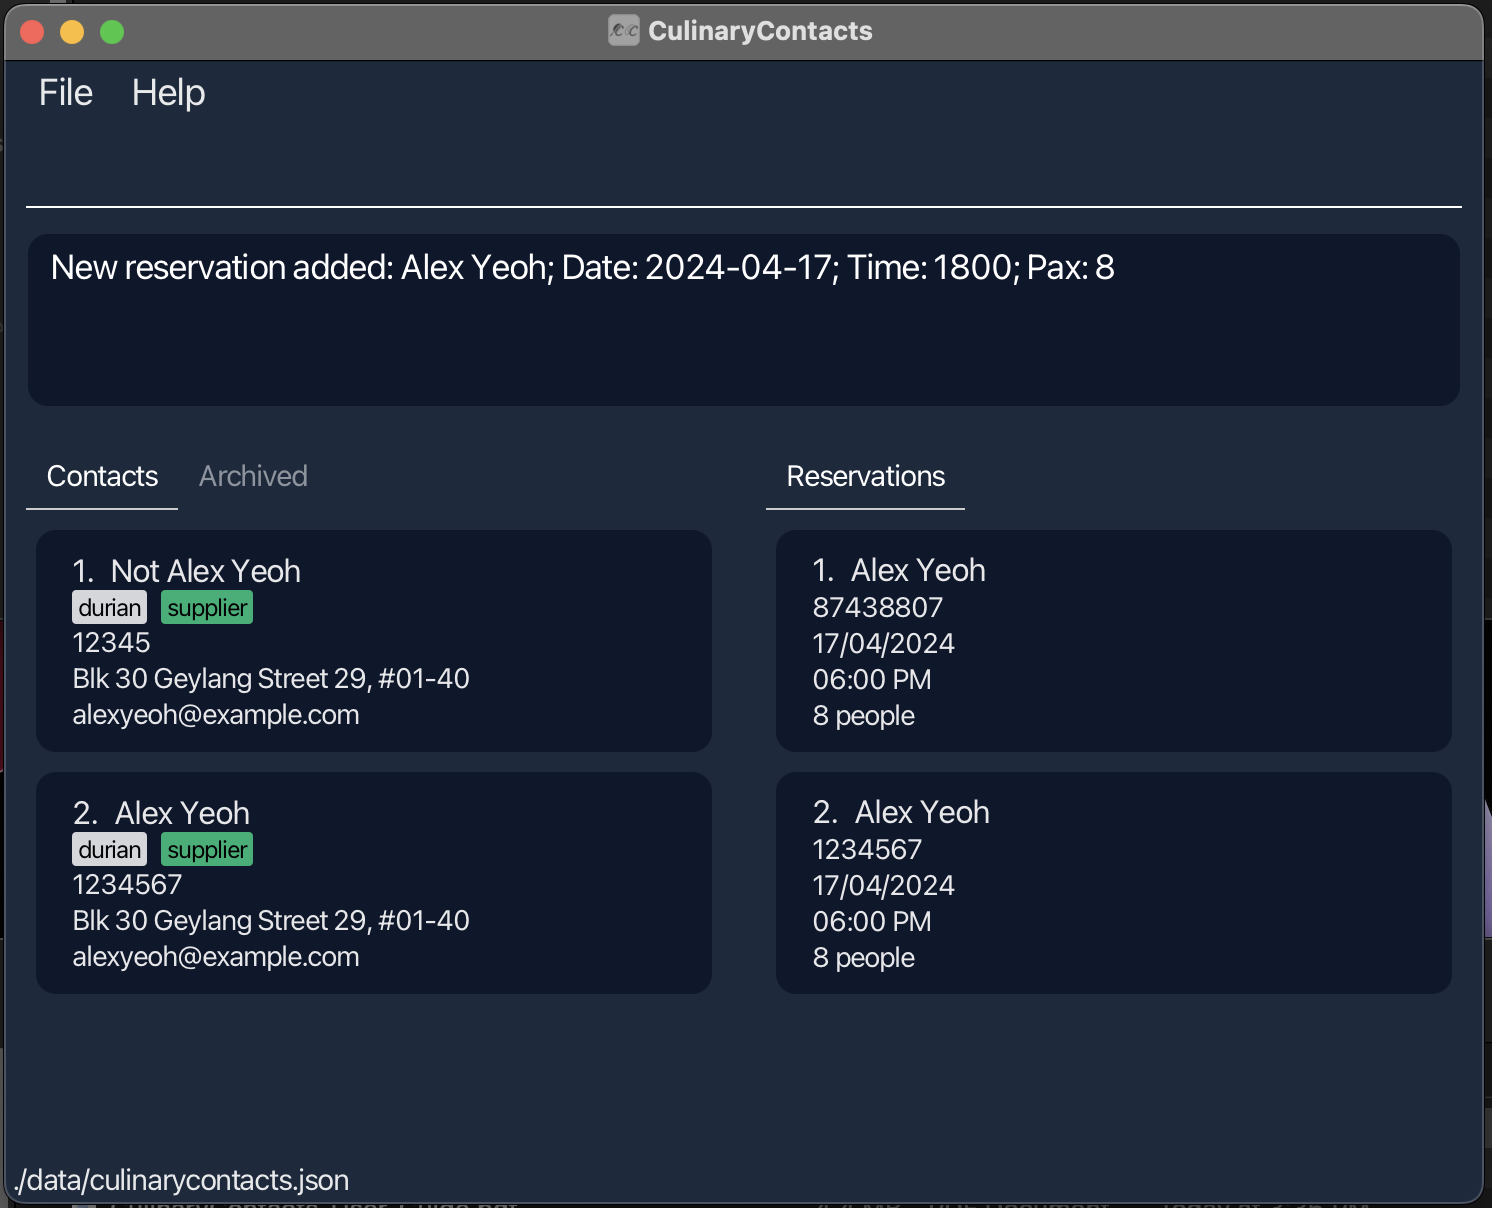 CulinaryContacts
File Help
New reservation added: Alex Yeoh; Date: 2024-04-17; Time: 1800; Pax: 8
Contacts Archived
1. Not Alex Yeoh
durian supplier
12345
Blk 30 Geylang Street 29, #01-40
alexyeoh@example.com
2. Alex Yeoh
durian supplier
1234567
Blk 30 Geylang Street 29, #01-40
alexyeoh@example.com
Reservations
1. Alex Yeoh
87438807
17/04/2024
06:00 PM
8 people
2. Alex Yeoh
1234567
17/04/2024
06:00 PM
8 people
./data/culinarycontacts.json